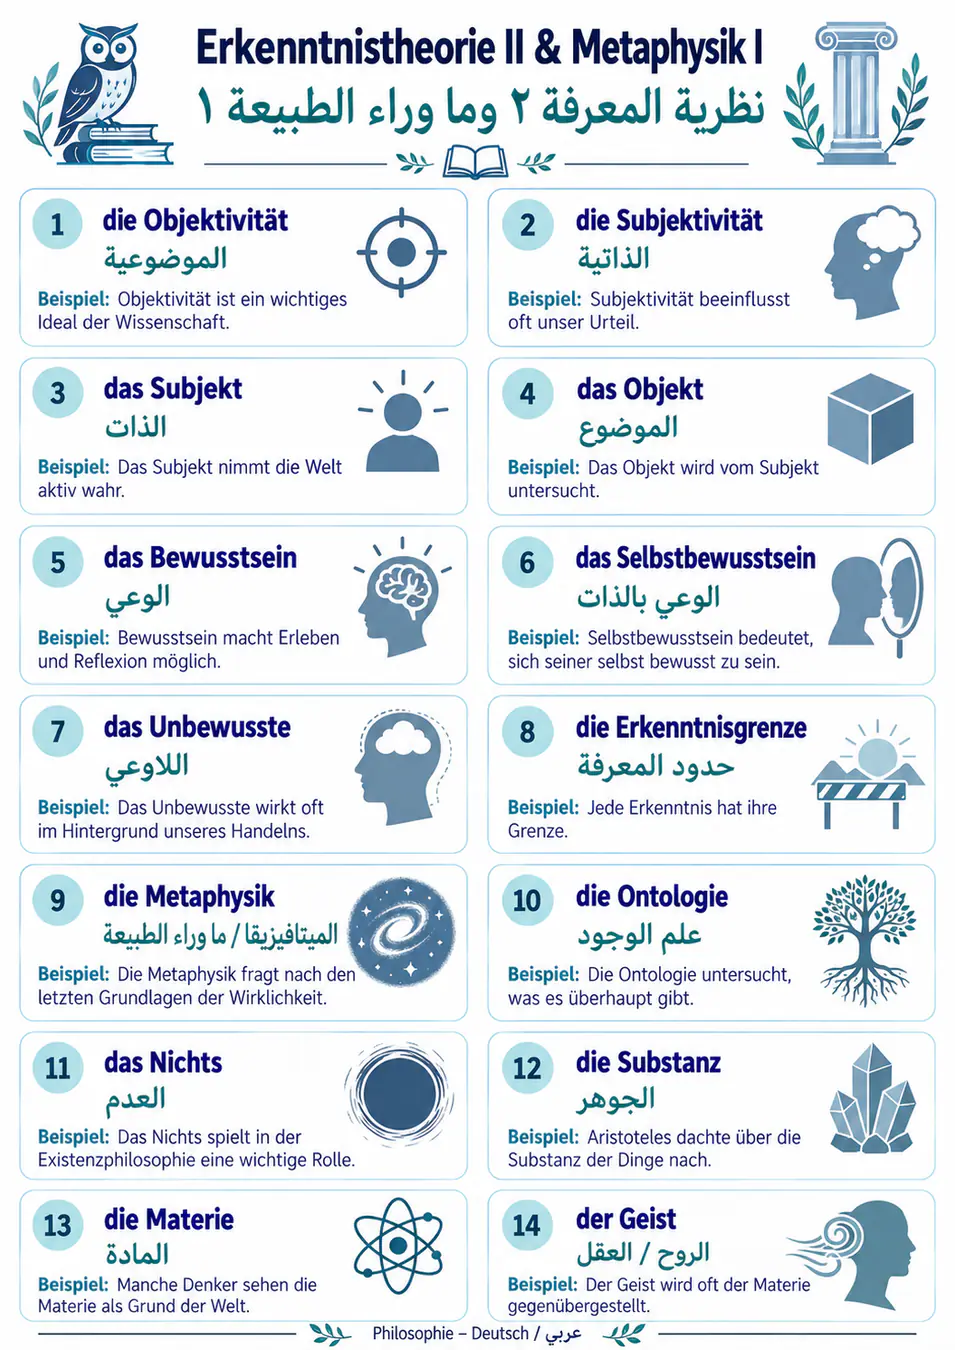 Erkenntnistheorie II & Metaphysik I
نظرية المعرفة ٢ وما وراء الطبيعة ١
1
die Objektivität
الموضوعية
Beispiel: Objektivität ist ein wichtiges
Ideal der Wissenschaft.
2
die Subjektivität
الذاتية
Beispiel: Subjektivität beeinflusst
oft unser Urteil.
3
das Subjekt
الذات
Beispiel: Das Subjekt nimmt die Welt
aktiv wahr.
4
das Objekt
الموضوع
Beispiel: Das Objekt wird vom Subjekt
untersucht.
5
das Bewusstsein
الوعي
Beispiel: Bewusstsein macht Erleben
und Reflexion möglich.
6
das Selbstbewusstsein
الوعي بالذات
Beispiel: Selbstbewusstsein bedeutet,
sich seiner selbst bewusst zu sein.
7
das Unbewusste
اللاوعي
Beispiel: Das Unbewusste wirkt oft
im Hintergrund unseres Handelns.
8
die Erkenntnisgrenze
حدود المعرفة
Beispiel: Jede Erkenntnis hat ihre
Grenze.
9
die Metaphysik
الميتافيزيقا / ما وراء الطبيعة
Beispiel: Die Metaphysik fragt nach den
letzten Grundlagen der Wirklichkeit.
10
die Ontologie
علم الوجود
Beispiel: Die Ontologie untersucht,
was es überhaupt gibt.
11
das Nichts
العدم
Beispiel: Das Nichts spielt in der
Existenzphilosophie eine wichtige Rolle.
12
die Substanz
الجوهر
Beispiel: Aristoteles dachte über die
Substanz der Dinge nach.
13
die Materie
المادة
Beispiel: Manche Denker sehen die
Materie als Grund der Welt.
14
der Geist
الروح / العقل
Beispiel: Der Geist wird oft der Materie
gegenübergestellt.
Philosophie – Deutsch / عربي